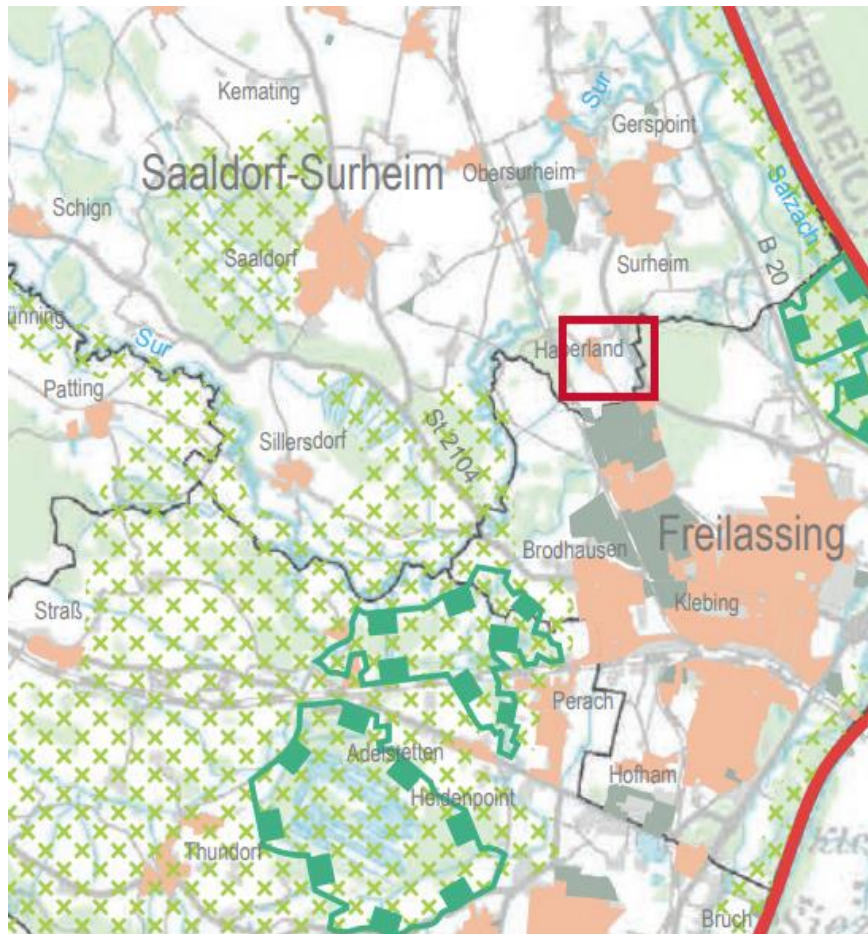 Kemating
Sur
Gerspoint
Saaldorf-Surheim
Obersurheim
Schign
Salzach
Saaldorf
Surheim
B 20
Sur
Haberland
Patting
St 2104
Sillersdorf
Freilassing
Brodhausen
Klebing
Straß
Perach
Adelstetten
Hofham
Heidenpoint
Thundorf
Bruch